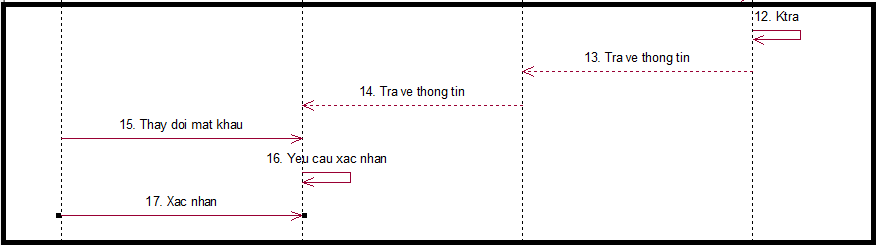 12. Ktra
13. Tra ve thong tin
14. Tra ve thong tin
15. Thay doi mat khau
16. Yeu cau xac nhan
17. Xac nhan